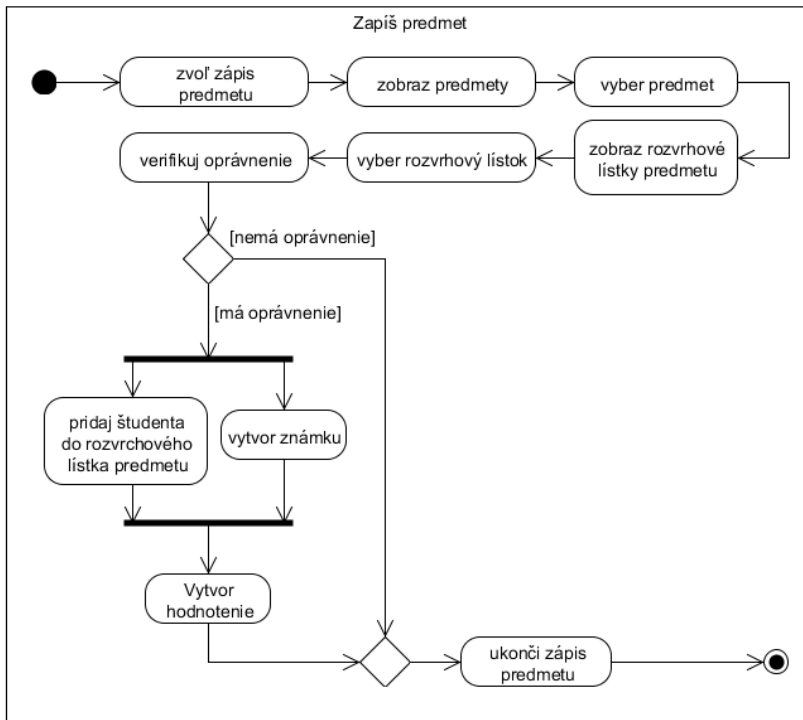 Zapíš predmet
zvoľ zápis
predmetu
zobraz predmety
vyber predmet
verifikuj oprávnenie
vyber rozvrhový lístok
zobraz rozvrhové
lístky predmetu
[nemá oprávnenie]
[má oprávnenie]
pridaj študenta
do rozvrchového
lístka predmetu
vytvor známku
Vytvor
hodnotenie
ukonči zápis
predmetu